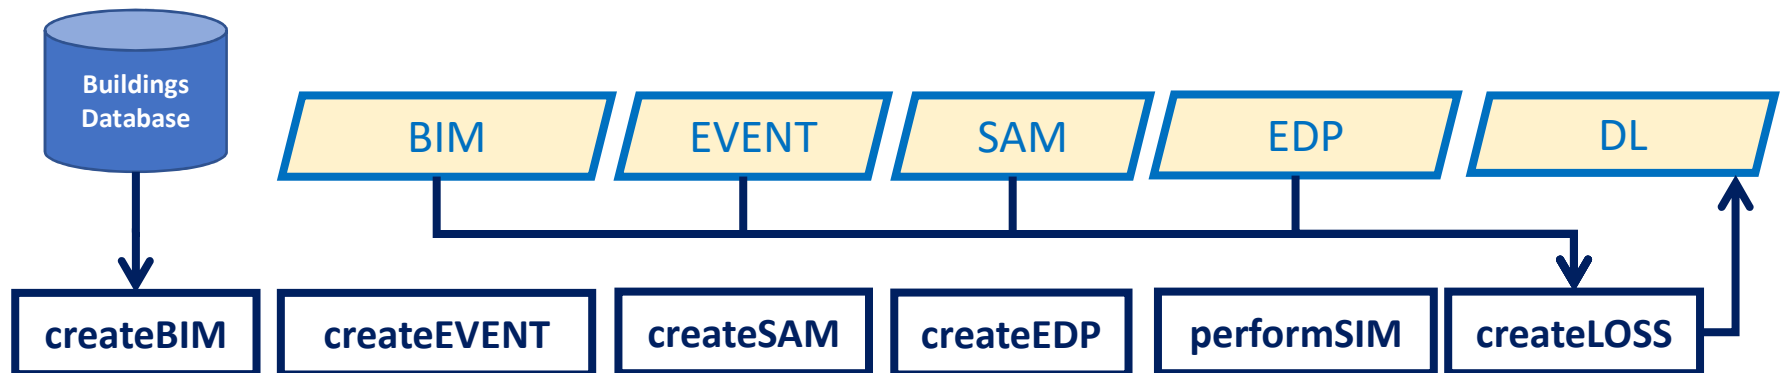 Buildings
Database
BIM
EVENT
SAM
EDP
DL
createBIM
createEVENT
createSAM
createEDP
performSIM
createLOSS